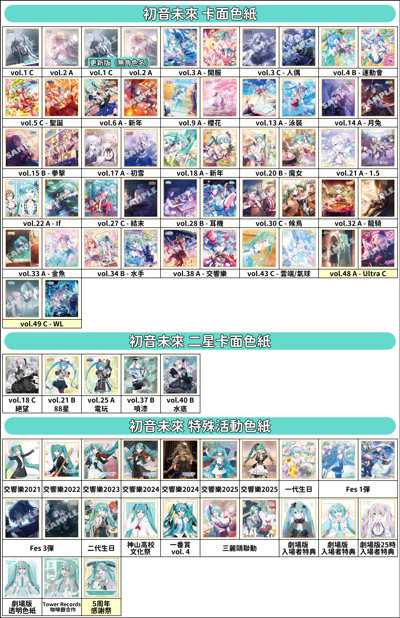 初音未來 卡面色紙
更新版（無角色名）
vol.1 C
vol.2 A
vol.1 C
vol.2 A
vol.3 A - 開服
vol.3 C - 人偶
vol.4 B - 運動會
vol.5 C - 聖誕
vol.6 A - 新年
vol.9 A - 櫻花
vol.13 A - 泳裝
vol.14 A - 月兔
vol.15 B - 拳擊
vol.17 A - 初雪
vol.18 A - 新年
vol.20 B - 魔女
vol.21 A - 1.5
vol.22 A - If
vol.27 C - 結末
vol.28 B - 耳機
vol.30 C - 候鳥
vol.32 A - 龍騎
vol.33 A - 金魚
vol.34 B - 水手
vol.38 A - 交響樂
vol.43 C - 雲端/氣球
vol.48 A - Ultra C
vol.49 C - WL
初音未來 二星卡面色紙
vol.18 C
絕望
vol.21 B
88星
vol.25 A
電玩
vol.37 B
噴漆
vol.40 B
水底
初音未來 特殊活動色紙
交響樂2021
交響樂2022
交響樂2023
交響樂2024
交響樂2024
交響樂2025
交響樂2025
一代生日
Fes 1彈
Fes 3彈
二代生日
神山高校
文化祭
一番賞
vol. 4
三麗鷗聯動
劇場版
入場者特典
劇場版
入場者特典
劇場版25時
入場者特典
劇場版
透明色紙
Tower Records
咖啡廳合作
5周年
感謝祭